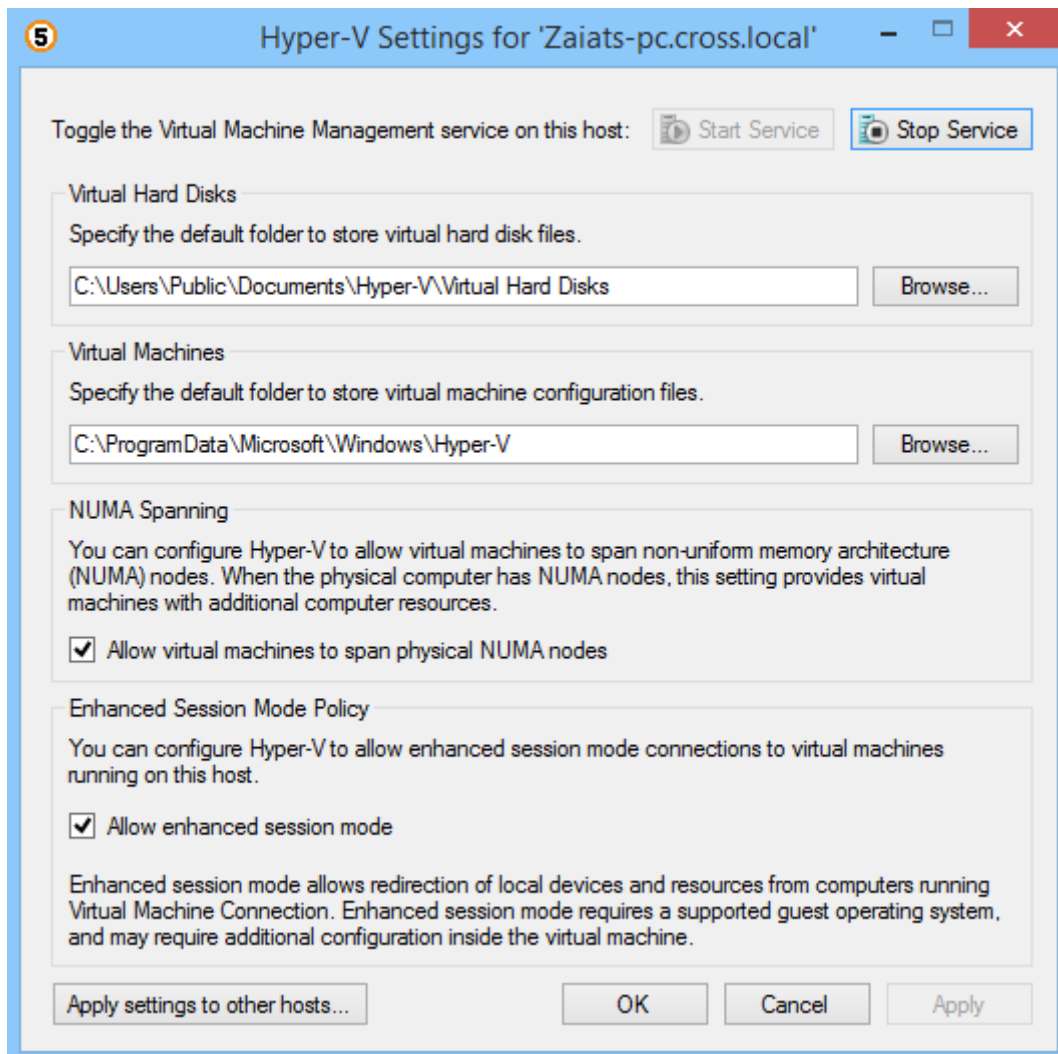 5 Hyper-V Settings for 'Zaiats-pc.cross.local'
Toggle the Virtual Machine Management service on this host: Start Service Stop Service
Virtual Hard Disks
Specify the default folder to store virtual hard disk files.
C:\Users\Public\Documents\Hyper-V\Virtual Hard Disks Browse...
Virtual Machines
Specify the default folder to store virtual machine configuration files.
C:\ProgramData\Microsoft\Windows\Hyper-V Browse...
NUMA Spanning
You can configure Hyper-V to allow virtual machines to span non-uniform memory architecture
(NUMA) nodes. When the physical computer has NUMA nodes, this setting provides virtual
machines with additional computer resources.
Allow virtual machines to span physical NUMA nodes
Enhanced Session Mode Policy
You can configure Hyper-V to allow enhanced session mode connections to virtual machines
running on this host.
Allow enhanced session mode
Enhanced session mode allows redirection of local devices and resources from computers running
Virtual Machine Connection. Enhanced session mode requires a supported guest operating system,
and may require additional configuration inside the virtual machine.
Apply settings to other hosts... OK Cancel Apply